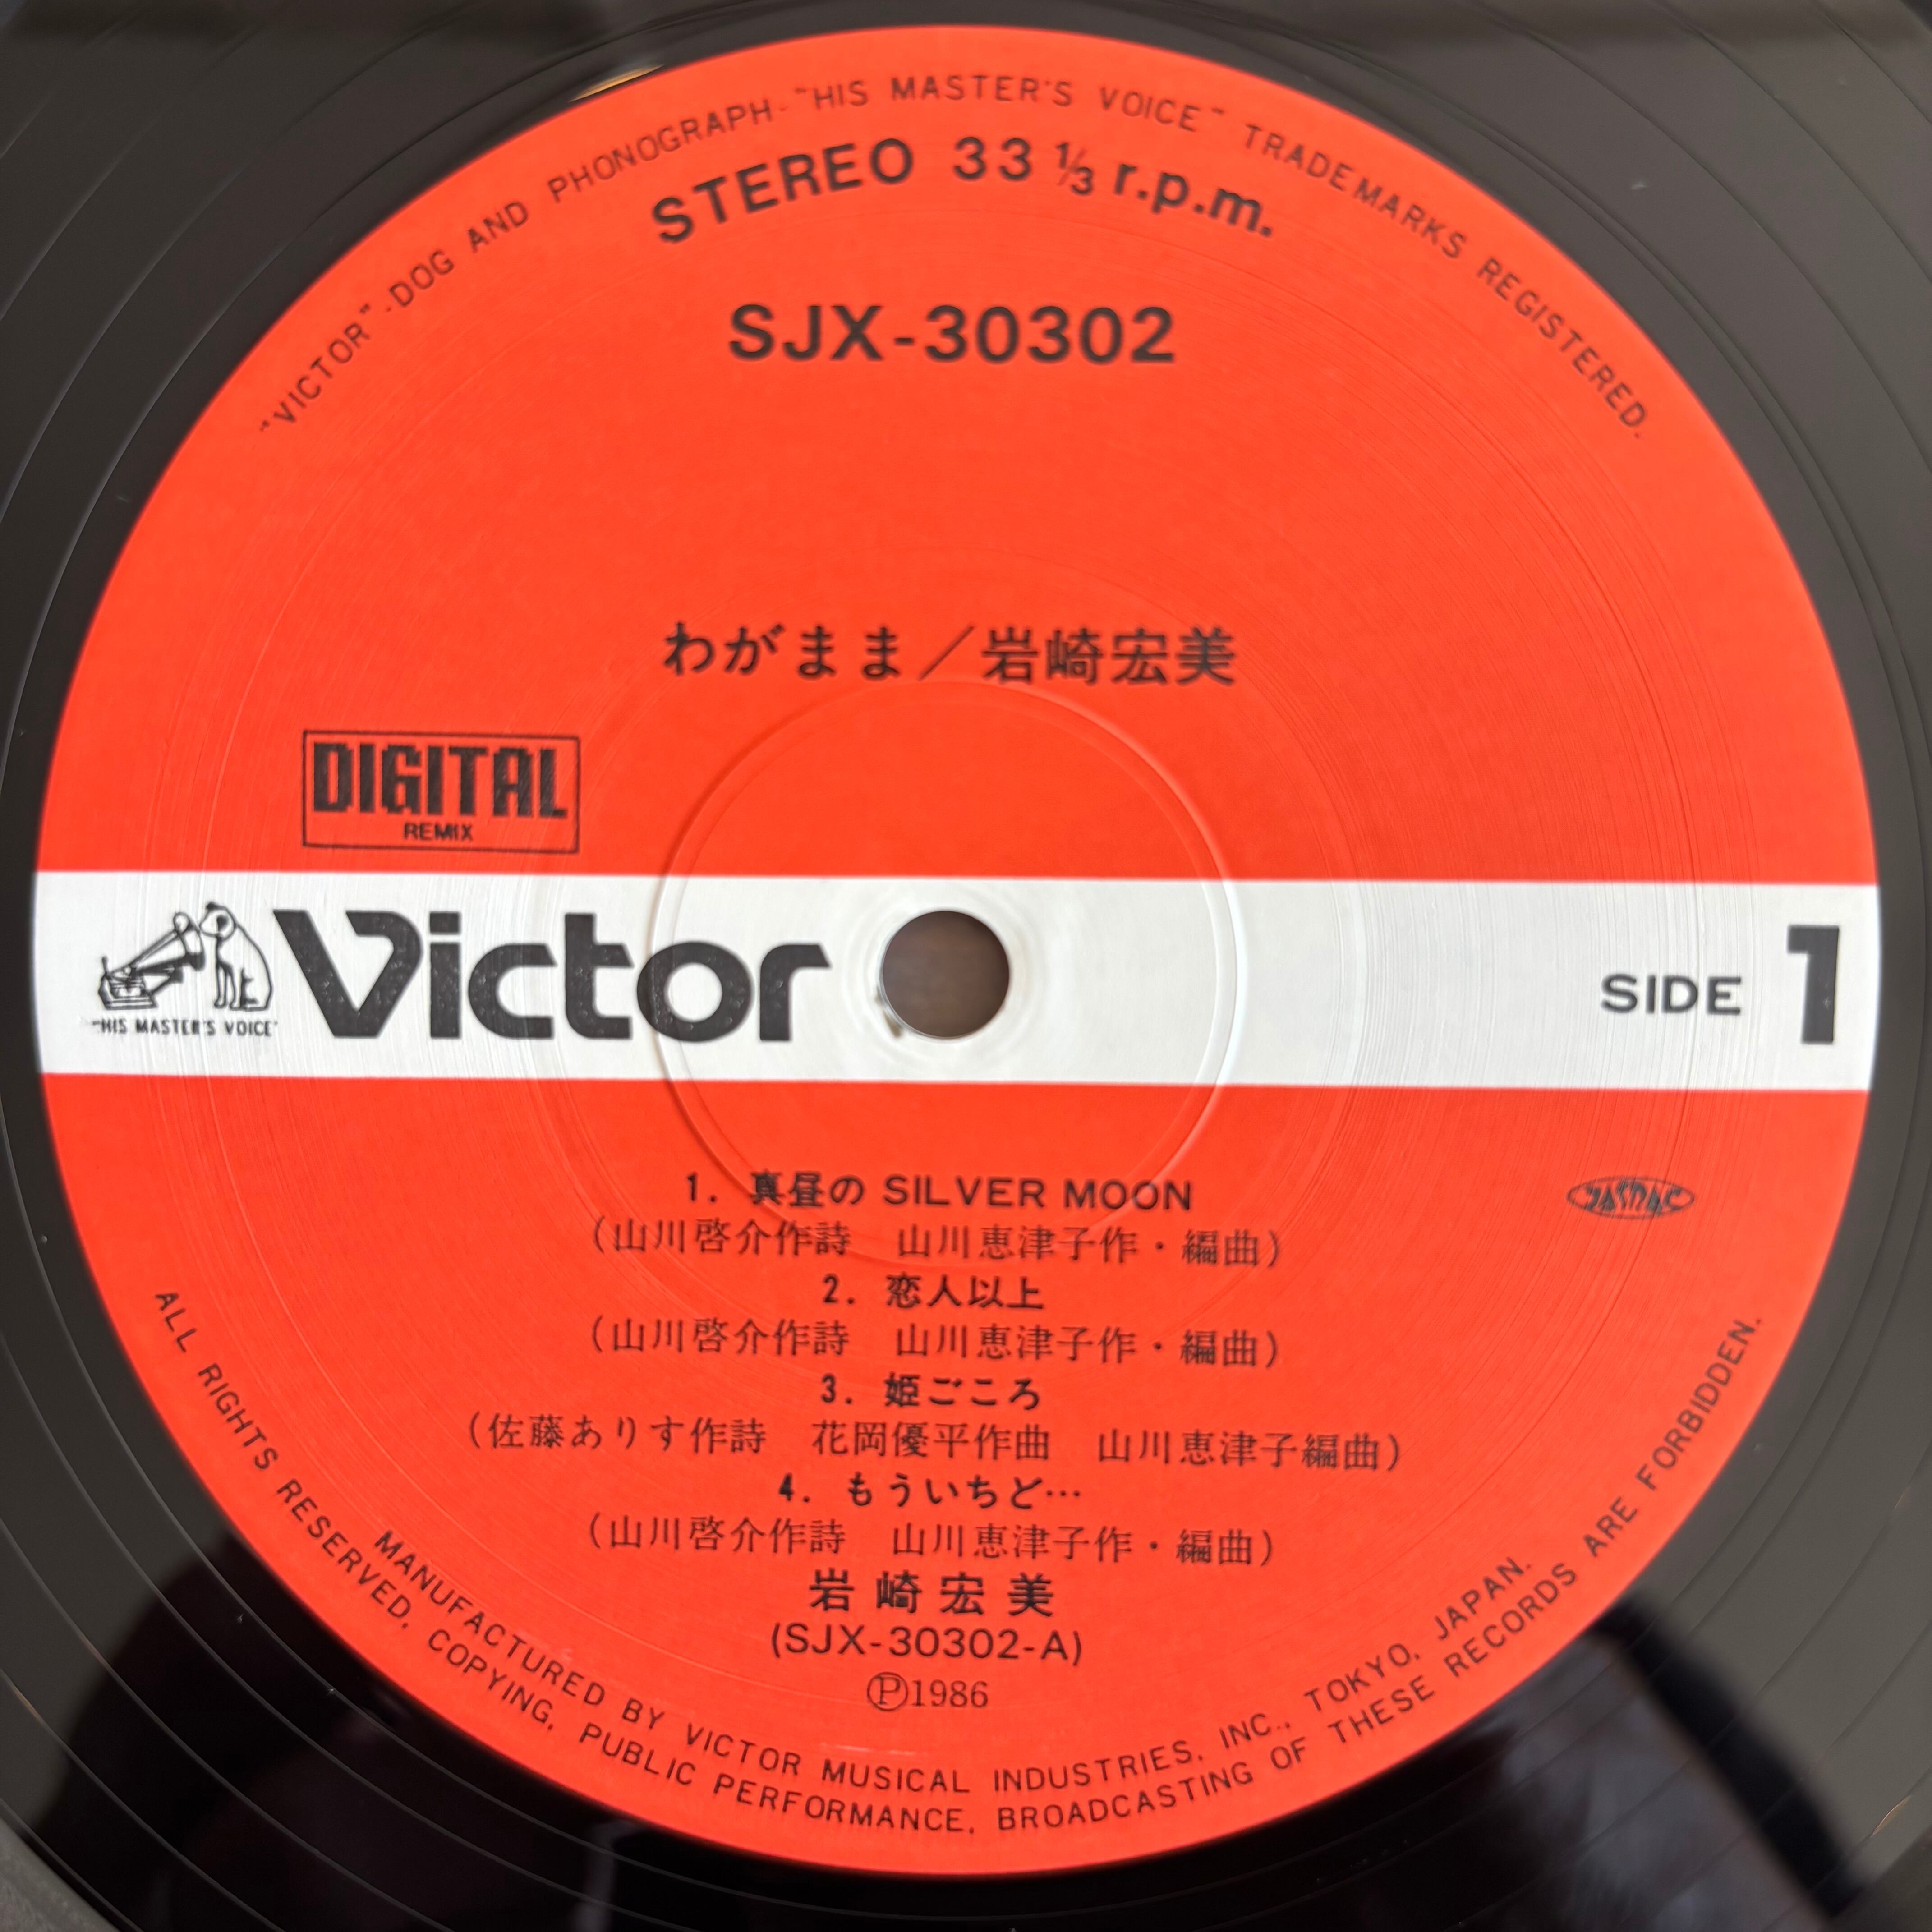 "VICTOR"-DOG AND PHONOGRAPH-"HIS MASTER'S VOICE" TRADEMARKS REGISTERED.
STEREO 33 1/3 r.p.m.
SJX-30302
わがまま／岩崎宏美
DIGITAL
REMIX
"HIS MASTER'S VOICE"
Victor
SIDE 1
1. 真昼の SILVER MOON
JASRAC
(山川啓介作詩　山川恵津子作・編曲)
2. 恋人以上
(山川啓介作詩　山川恵津子作・編曲)
3. 姫ごころ
(佐藤ありす作詩　花岡優平作曲　山川恵津子編曲)
4. もういちど…
(山川啓介作詩　山川恵津子作・編曲)
岩崎宏美
(SJX-30302-A)
Ⓟ1986
MANUFACTURED BY VICTOR MUSICAL INDUSTRIES, INC., TOKYO, JAPAN.
ALL RIGHTS RESERVED, COPYING, PUBLIC PERFORMANCE, BROADCASTING OF THESE RECORDS ARE FORBIDDEN.